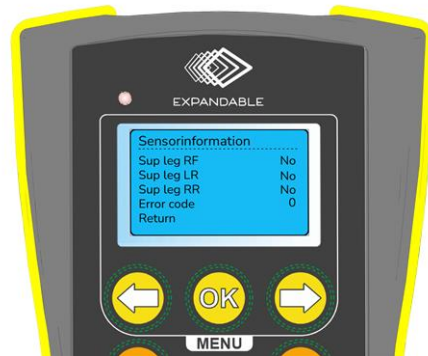 EXPANDABLE
Sensorinformation
Sup leg RF No
Sup leg LR No
Sup leg RR No
Error code 0
Return
OK
MENU